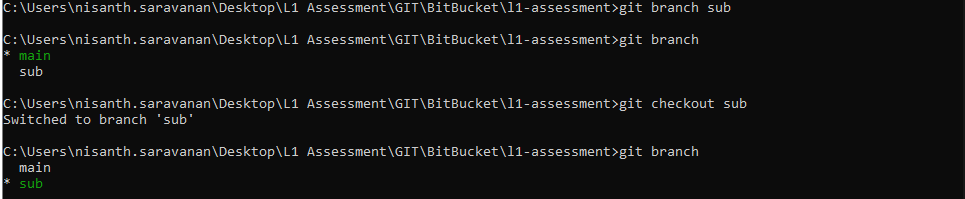 C:\Users\nisanth.saravanan\Desktop\L1 Assessment\GIT\BitBucket\l1-assessment>git branch sub
C:\Users\nisanth.saravanan\Desktop\L1 Assessment\GIT\BitBucket\l1-assessment>git branch
* main
  sub
C:\Users\nisanth.saravanan\Desktop\L1 Assessment\GIT\BitBucket\l1-assessment>git checkout sub
Switched to branch 'sub'
C:\Users\nisanth.saravanan\Desktop\L1 Assessment\GIT\BitBucket\l1-assessment>git branch
  main
* sub